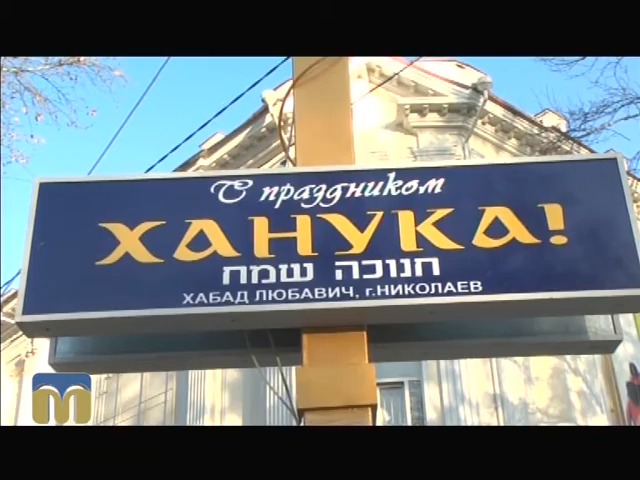 С праздником
ХАНУКА!
חנוכה שמח
ХАБАД ЛЮБАВИЧ, г.НИКОЛАЕВ
M